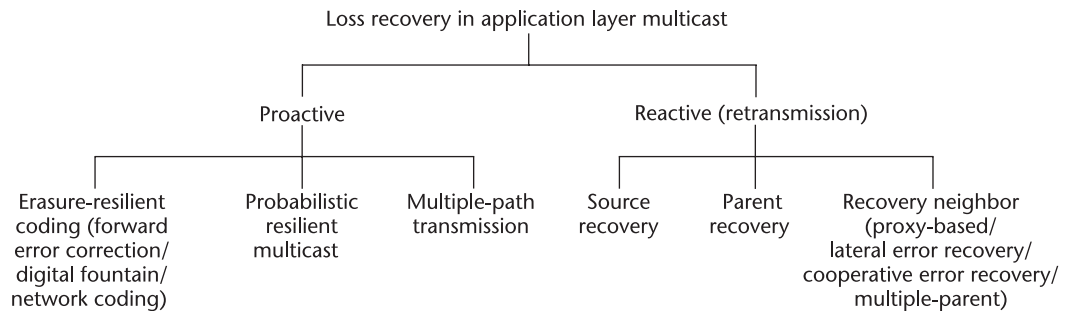 Loss recovery in application layer multicast
Proactive
Reactive (retransmission)
Erasure-resilient
coding (forward
error correction/
digital fountain/
network coding)
Probabilistic
resilient
multicast
Multiple-path
transmission
Source
recovery
Parent
recovery
Recovery neighbor
(proxy-based/
lateral error recovery/
cooperative error recovery/
multiple-parent)